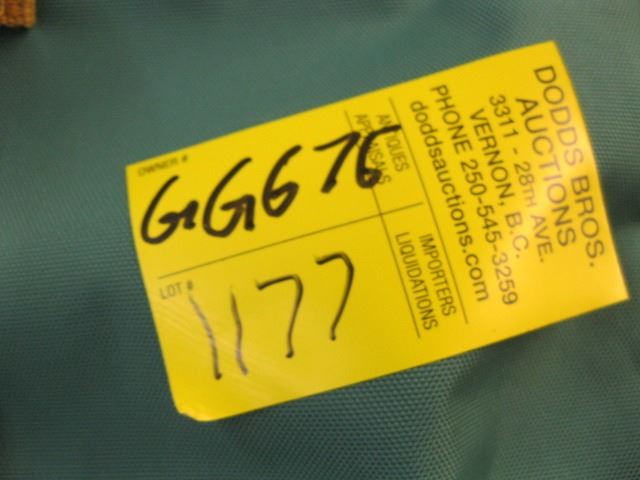 OWNER #
GG676
LOT #
1177
ANTIQUES
APPRAISALS
IMPORTERS
LIQUIDATIONS
DODDS BROS.
AUCTIONS
3311 - 28TH AVE.
VERNON, B.C.
PHONE 250-545-3259
doddsauctions.com